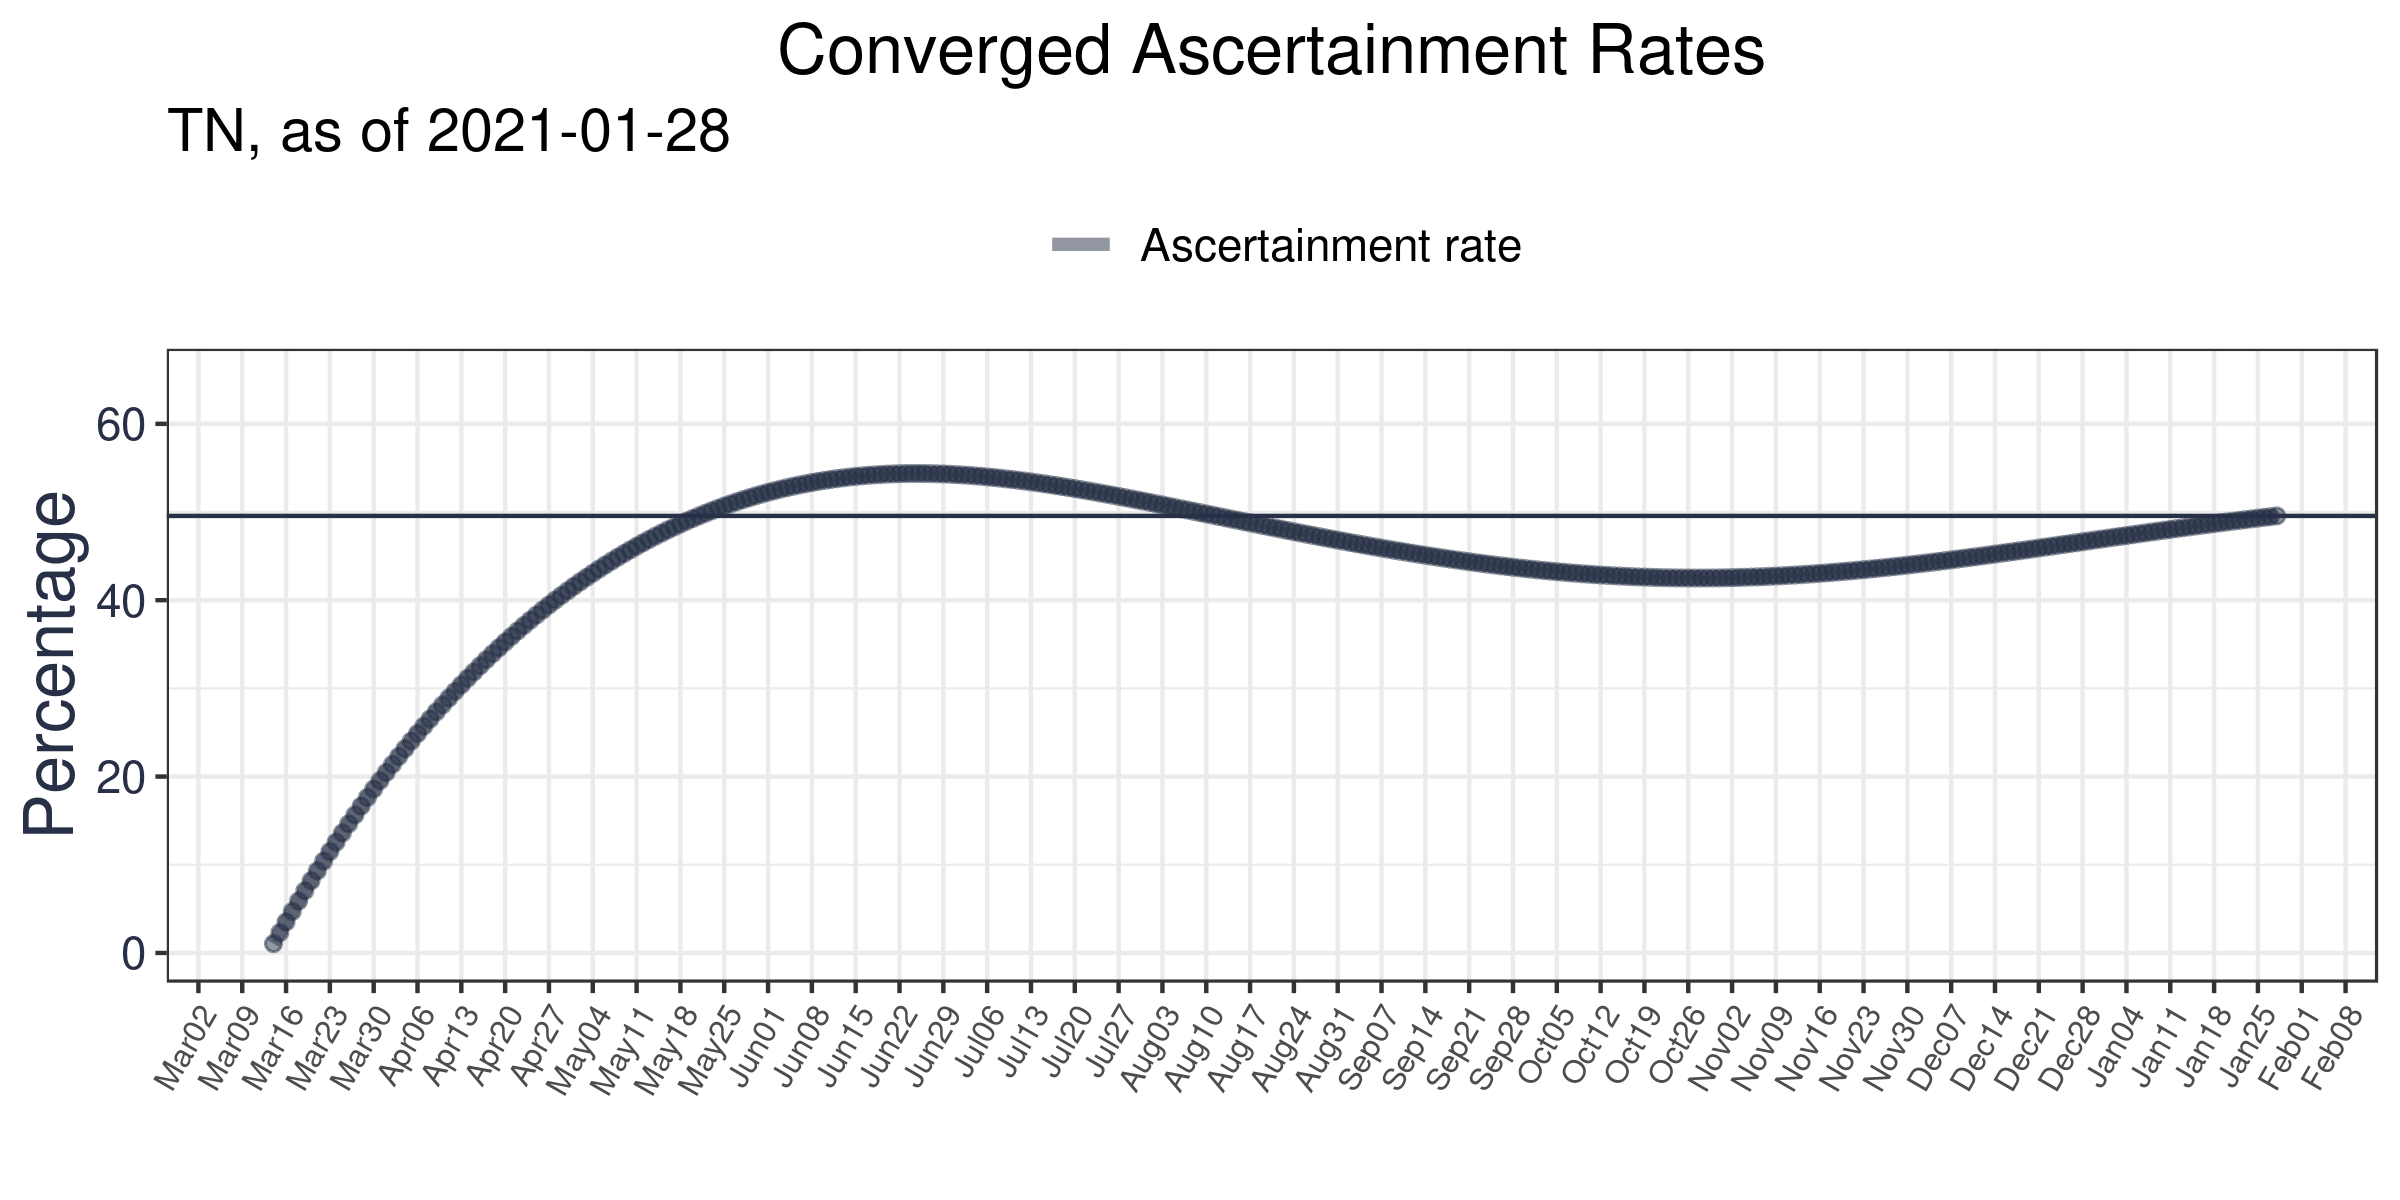 Converged Ascertainment Rates
TN, as of 2021-01-28
Ascertainment rate
Percentage
60
40
20
0
Mar02 Mar09 Mar16 Mar23 Mar30 Apr06 Apr13 Apr20 Apr27 May04 May11 May18 May25 Jun01 Jun08 Jun15 Jun22 Jun29 Jul06 Jul13 Jul20 Jul27 Aug03 Aug10 Aug17 Aug24 Aug31 Sep07 Sep14 Sep21 Sep28 Oct05 Oct12 Oct19 Oct26 Nov02 Nov09 Nov16 Nov23 Nov30 Dec07 Dec14 Dec21 Dec28 Jan04 Jan11 Jan18 Jan25 Feb01 Feb08